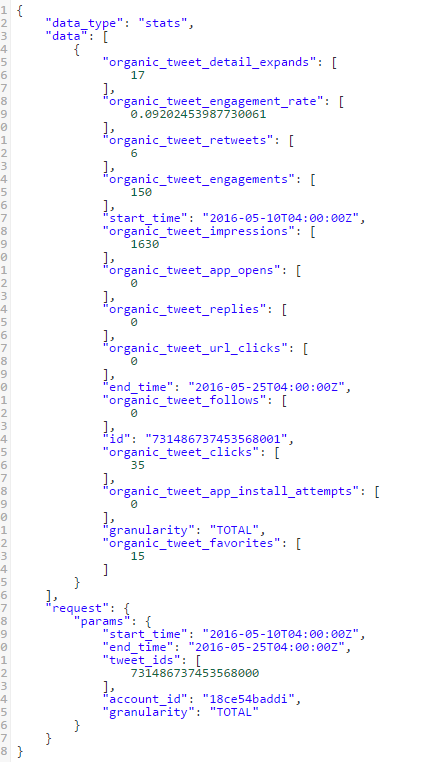 1 {
2 "data_type": "stats",
3 "data": [
4 {
5 "organic_tweet_detail_expands": [
6 17
7 ],
8 "organic_tweet_engagement_rate": [
9 0.09202453987730061
0 ],
1 "organic_tweet_retweets": [
2 6
3 ],
4 "organic_tweet_engagements": [
5 150
6 ],
7 "start_time": "2016-05-10T04:00:00Z",
8 "organic_tweet_impressions": [
9 1630
0 ],
1 "organic_tweet_app_opens": [
2 0
3 ],
4 "organic_tweet_replies": [
5 0
6 ],
7 "organic_tweet_url_clicks": [
8 0
9 ],
0 "end_time": "2016-05-25T04:00:00Z",
1 "organic_tweet_follows": [
2 0
3 ],
4 "id": "731486737453568001",
5 "organic_tweet_clicks": [
6 35
7 ],
8 "organic_tweet_app_install_attempts": [
9 0
0 ],
1 "granularity": "TOTAL",
2 "organic_tweet_favorites": [
3 15
4 ]
5 }
6 ],
7 "request": {
8 "params": {
9 "start_time": "2016-05-10T04:00:00Z",
0 "end_time": "2016-05-25T04:00:00Z",
1 "tweet_ids": [
2 731486737453568000
3 ],
4 "account_id": "18ce54baddi",
5 "granularity": "TOTAL"
6 }
7 }
8 }